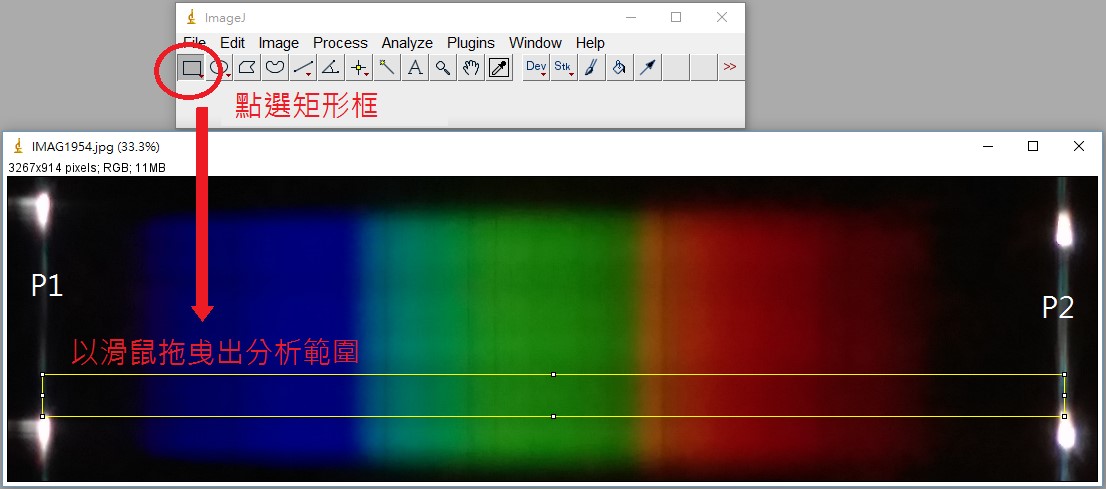 ImageJ
File Edit Image Process Analyze Plugins Window Help
A Dev Stk >>
點選矩形框
IMAG1954.jpg (33.3%)
3267x914 pixels; RGB; 11MB
P1
P2
以滑鼠拖曳出分析範圍